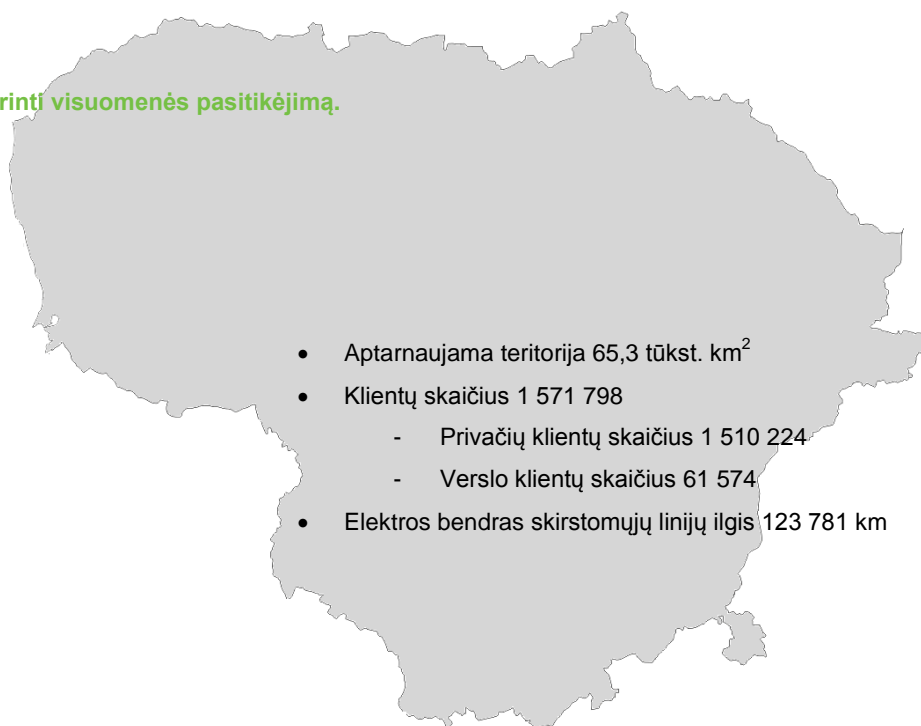 rinti visuomenės pasitikėjimą.
• Aptarnaujama teritorija 65,3 tūkst. km²
• Klientų skaičius 1 571 798
- Privačių klientų skaičius 1 510 224
- Verslo klientų skaičius 61 574
• Elektros bendras skirstomųjų linijų ilgis 123 781 km